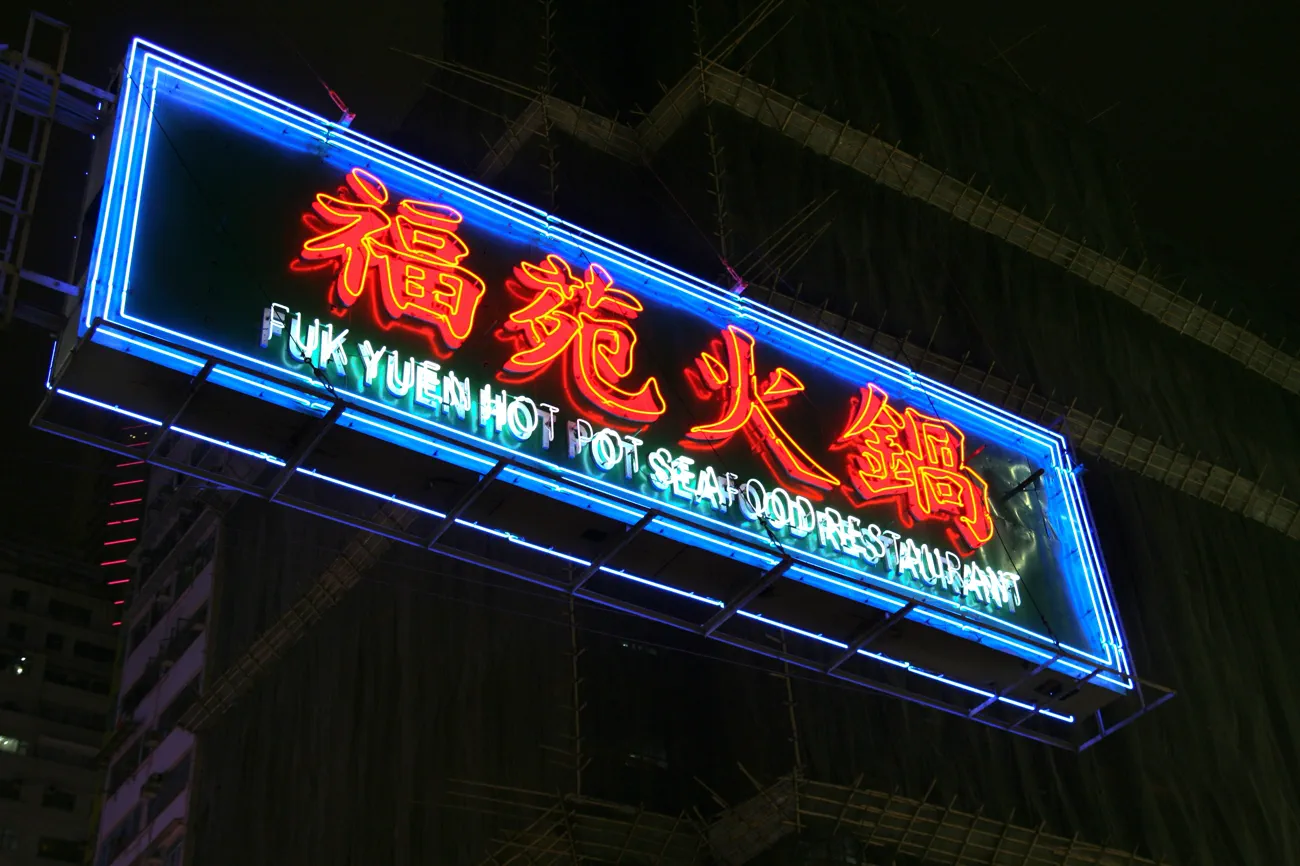 福苑火鍋
FUK YUEN HOT POT SEAFOOD RESTAURANT